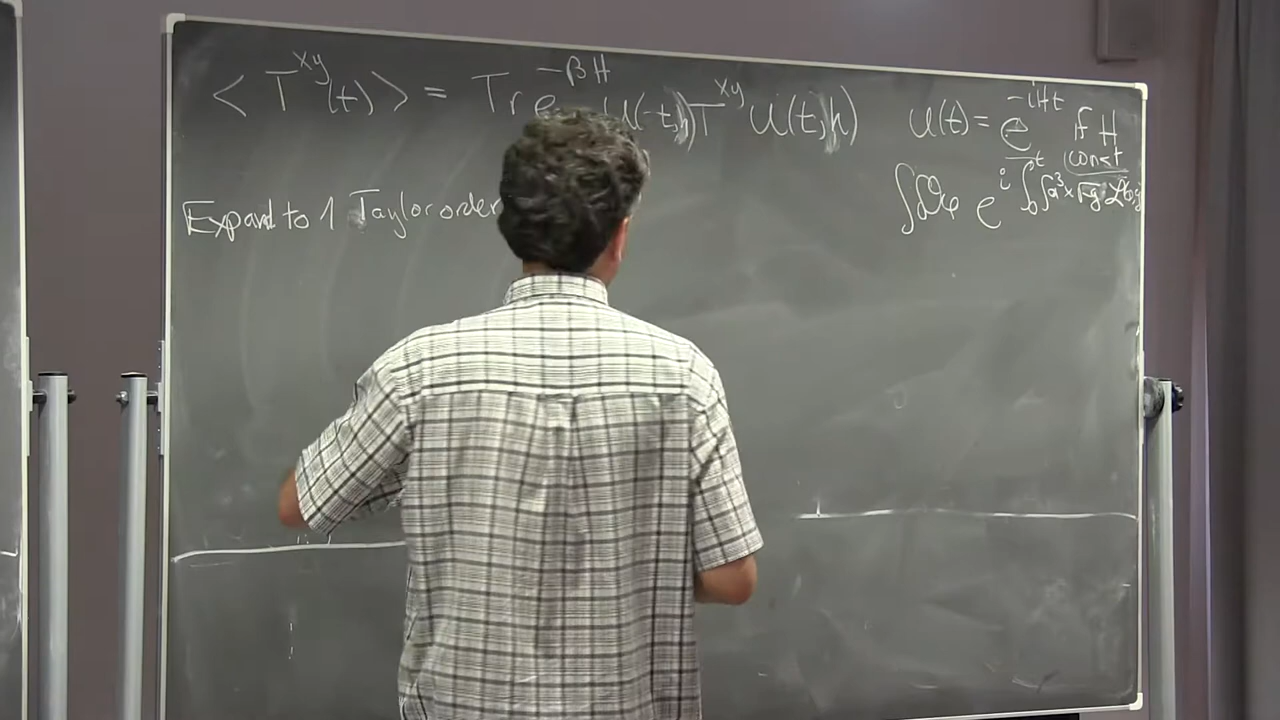 < T^{xy}(t) > = Tr e^{-βH} U(-t,h) T^{xy} U(t,h) U(t) = e^{-iHt} if H const
∫Dφ e^{i∫_0^t ∫d^3x √-g ℒ
Expand to 1 Taylor order